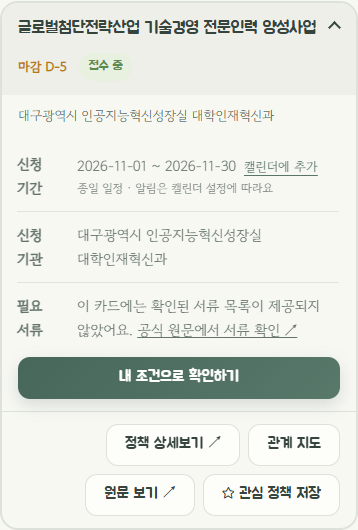 글로벌첨단전략산업 기술경영 전문인력 양성사업
마감 D-5 접수 중
대구광역시 인공지능혁신성장실 대학인재혁신과
신청 기간
2026-11-01 ~ 2026-11-30 캘린더에 추가
종일 일정 · 알림은 캘린더 설정에 따라요
신청 기관
대구광역시 인공지능혁신성장실
대학인재혁신과
필요 서류
이 카드에는 확인된 서류 목록이 제공되지
않았어요. 공식 원문에서 서류 확인 ↗
내 조건으로 확인하기
정책 상세보기 ↗ 관계 지도
원문 보기 ↗ ☆ 관심 정책 저장